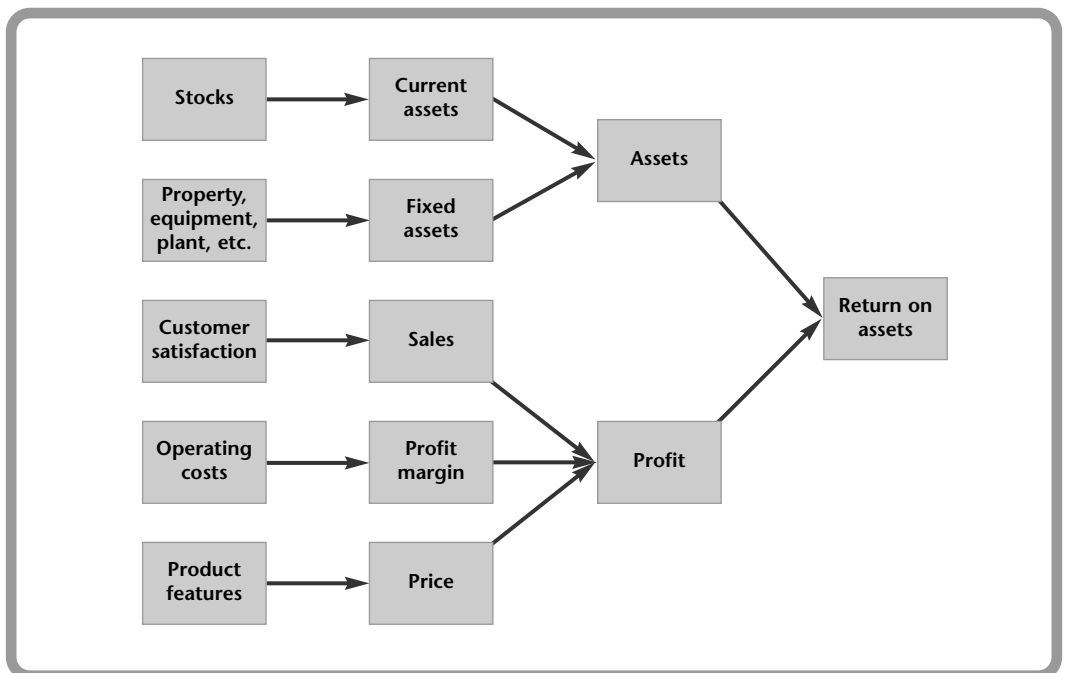 Stocks
Current
assets
Assets
Property,
equipment,
plant, etc.
Fixed
assets
Return on
assets
Customer
satisfaction
Sales
Operating
costs
Profit
margin
Profit
Product
features
Price